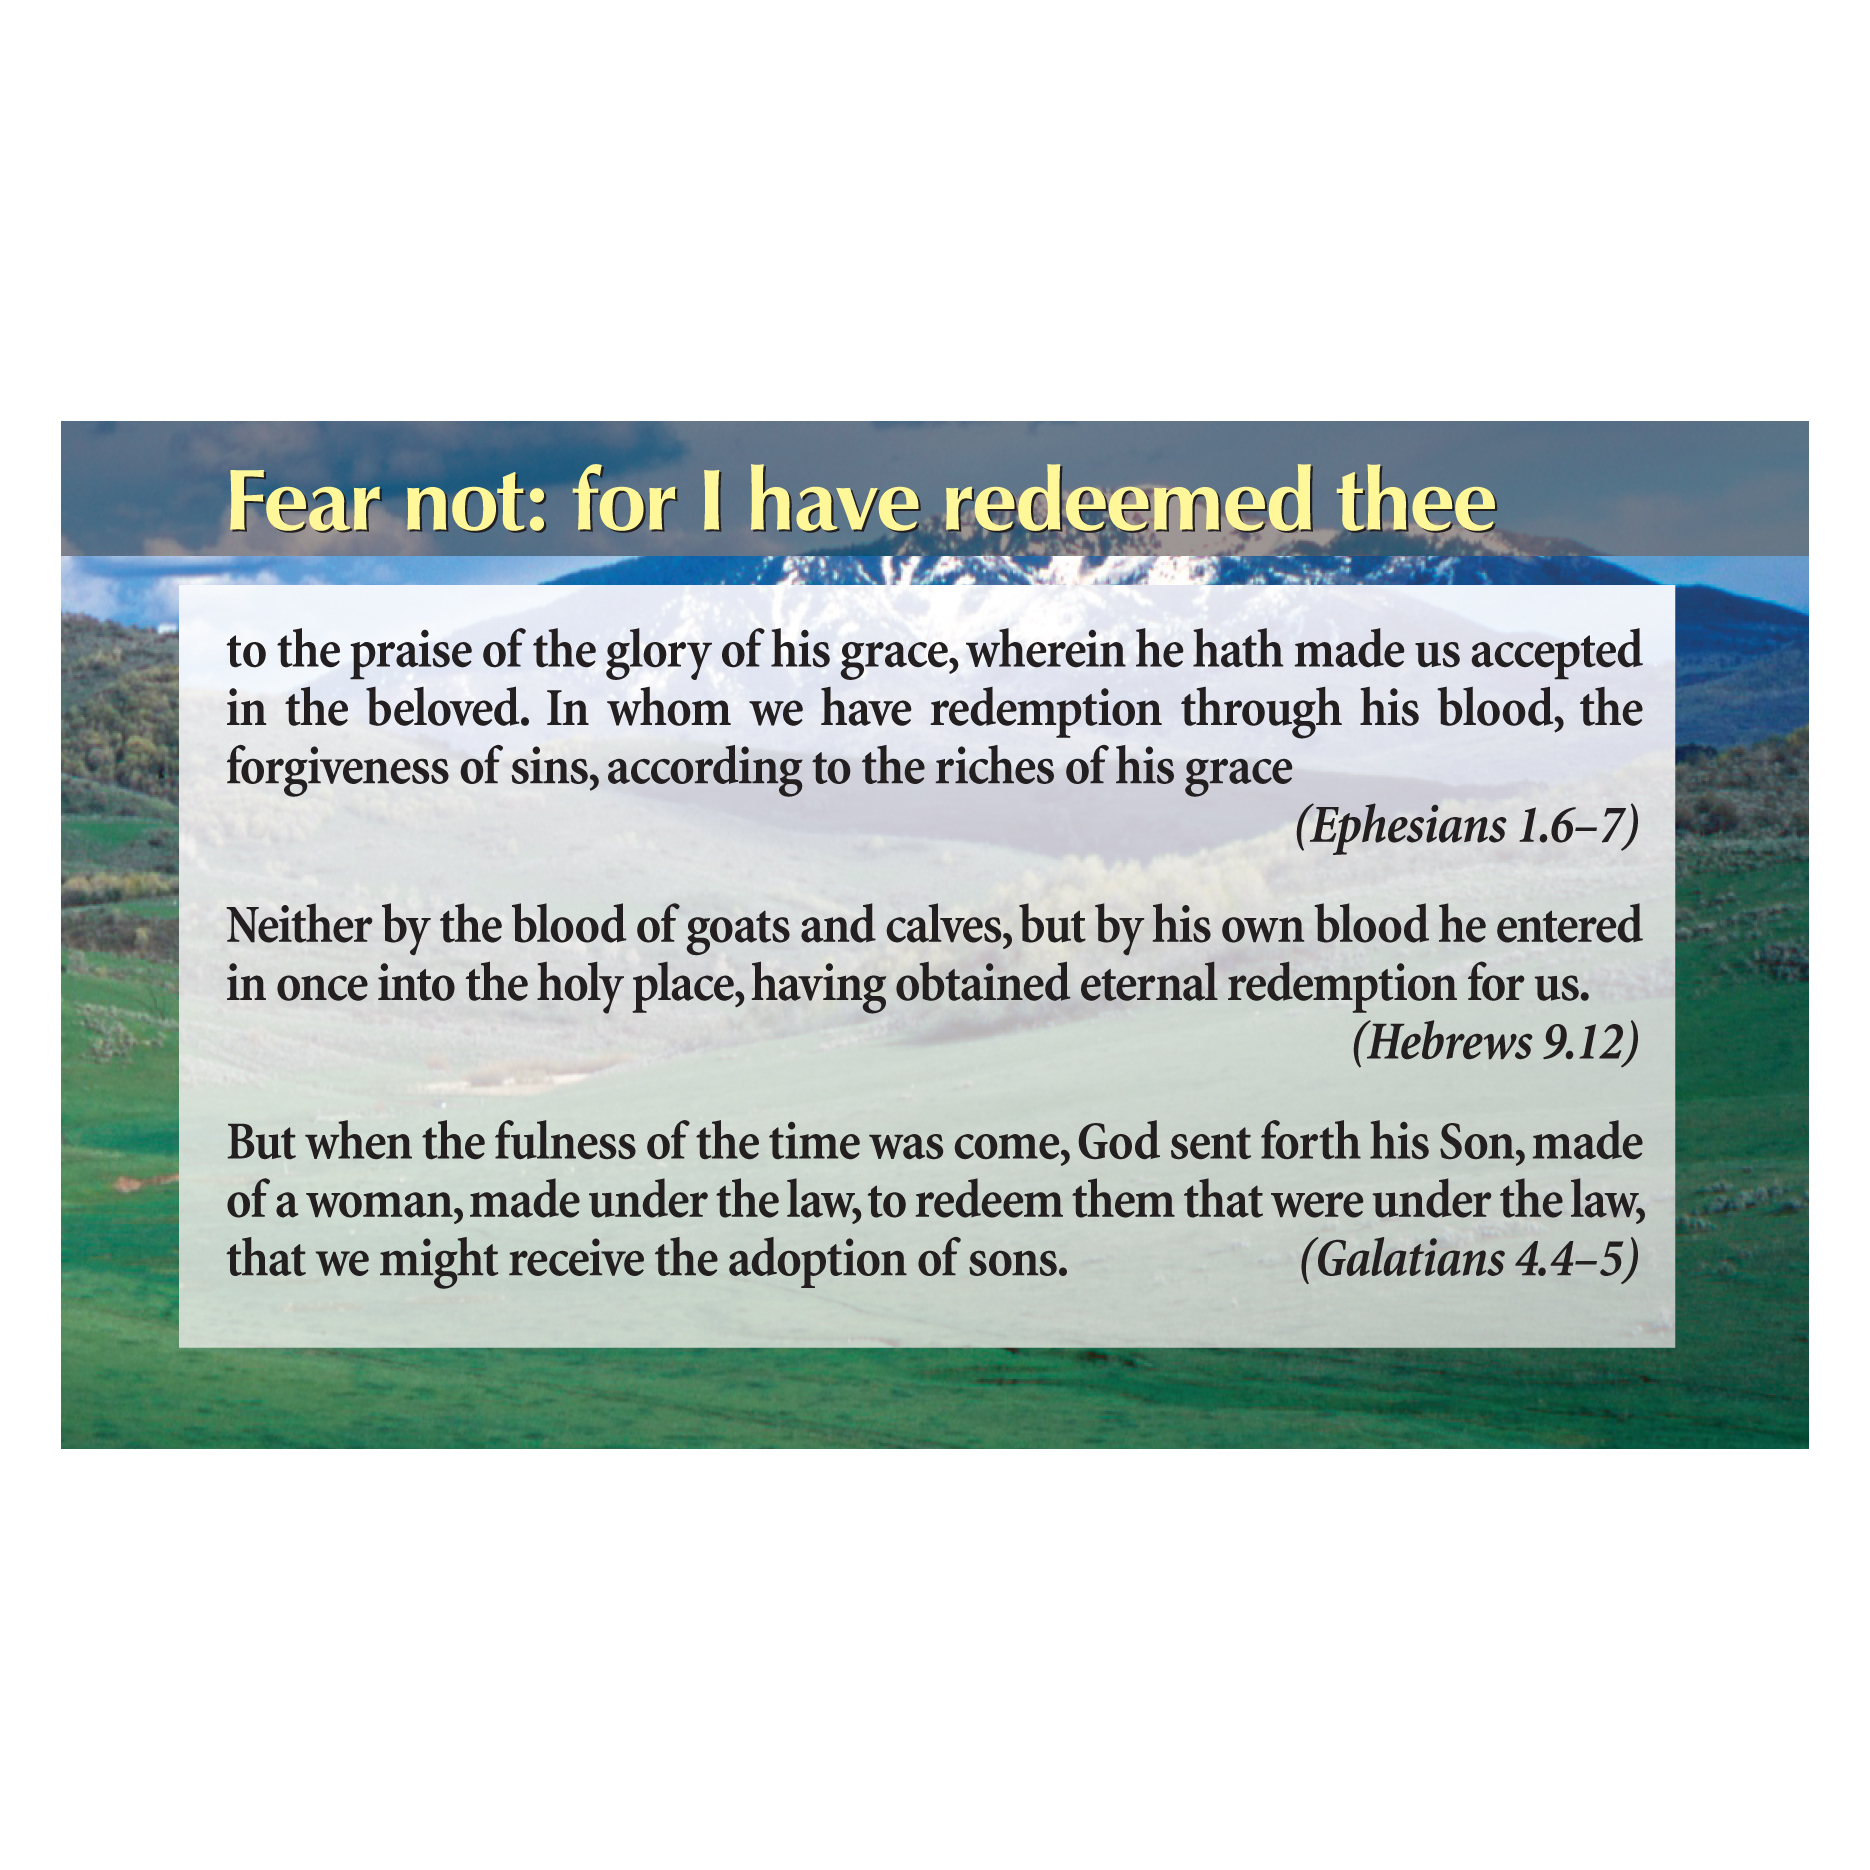 Fear not: for I have redeemed thee
to the praise of the glory of his grace, wherein he hath made us accepted
in the beloved. In whom we have redemption through his blood, the
forgiveness of sins, according to the riches of his grace
(Ephesians 1.6–7)
Neither by the blood of goats and calves, but by his own blood he entered
in once into the holy place, having obtained eternal redemption for us.
(Hebrews 9.12)
But when the fulness of the time was come, God sent forth his Son, made
of a woman, made under the law, to redeem them that were under the law,
that we might receive the adoption of sons. (Galatians 4.4–5)